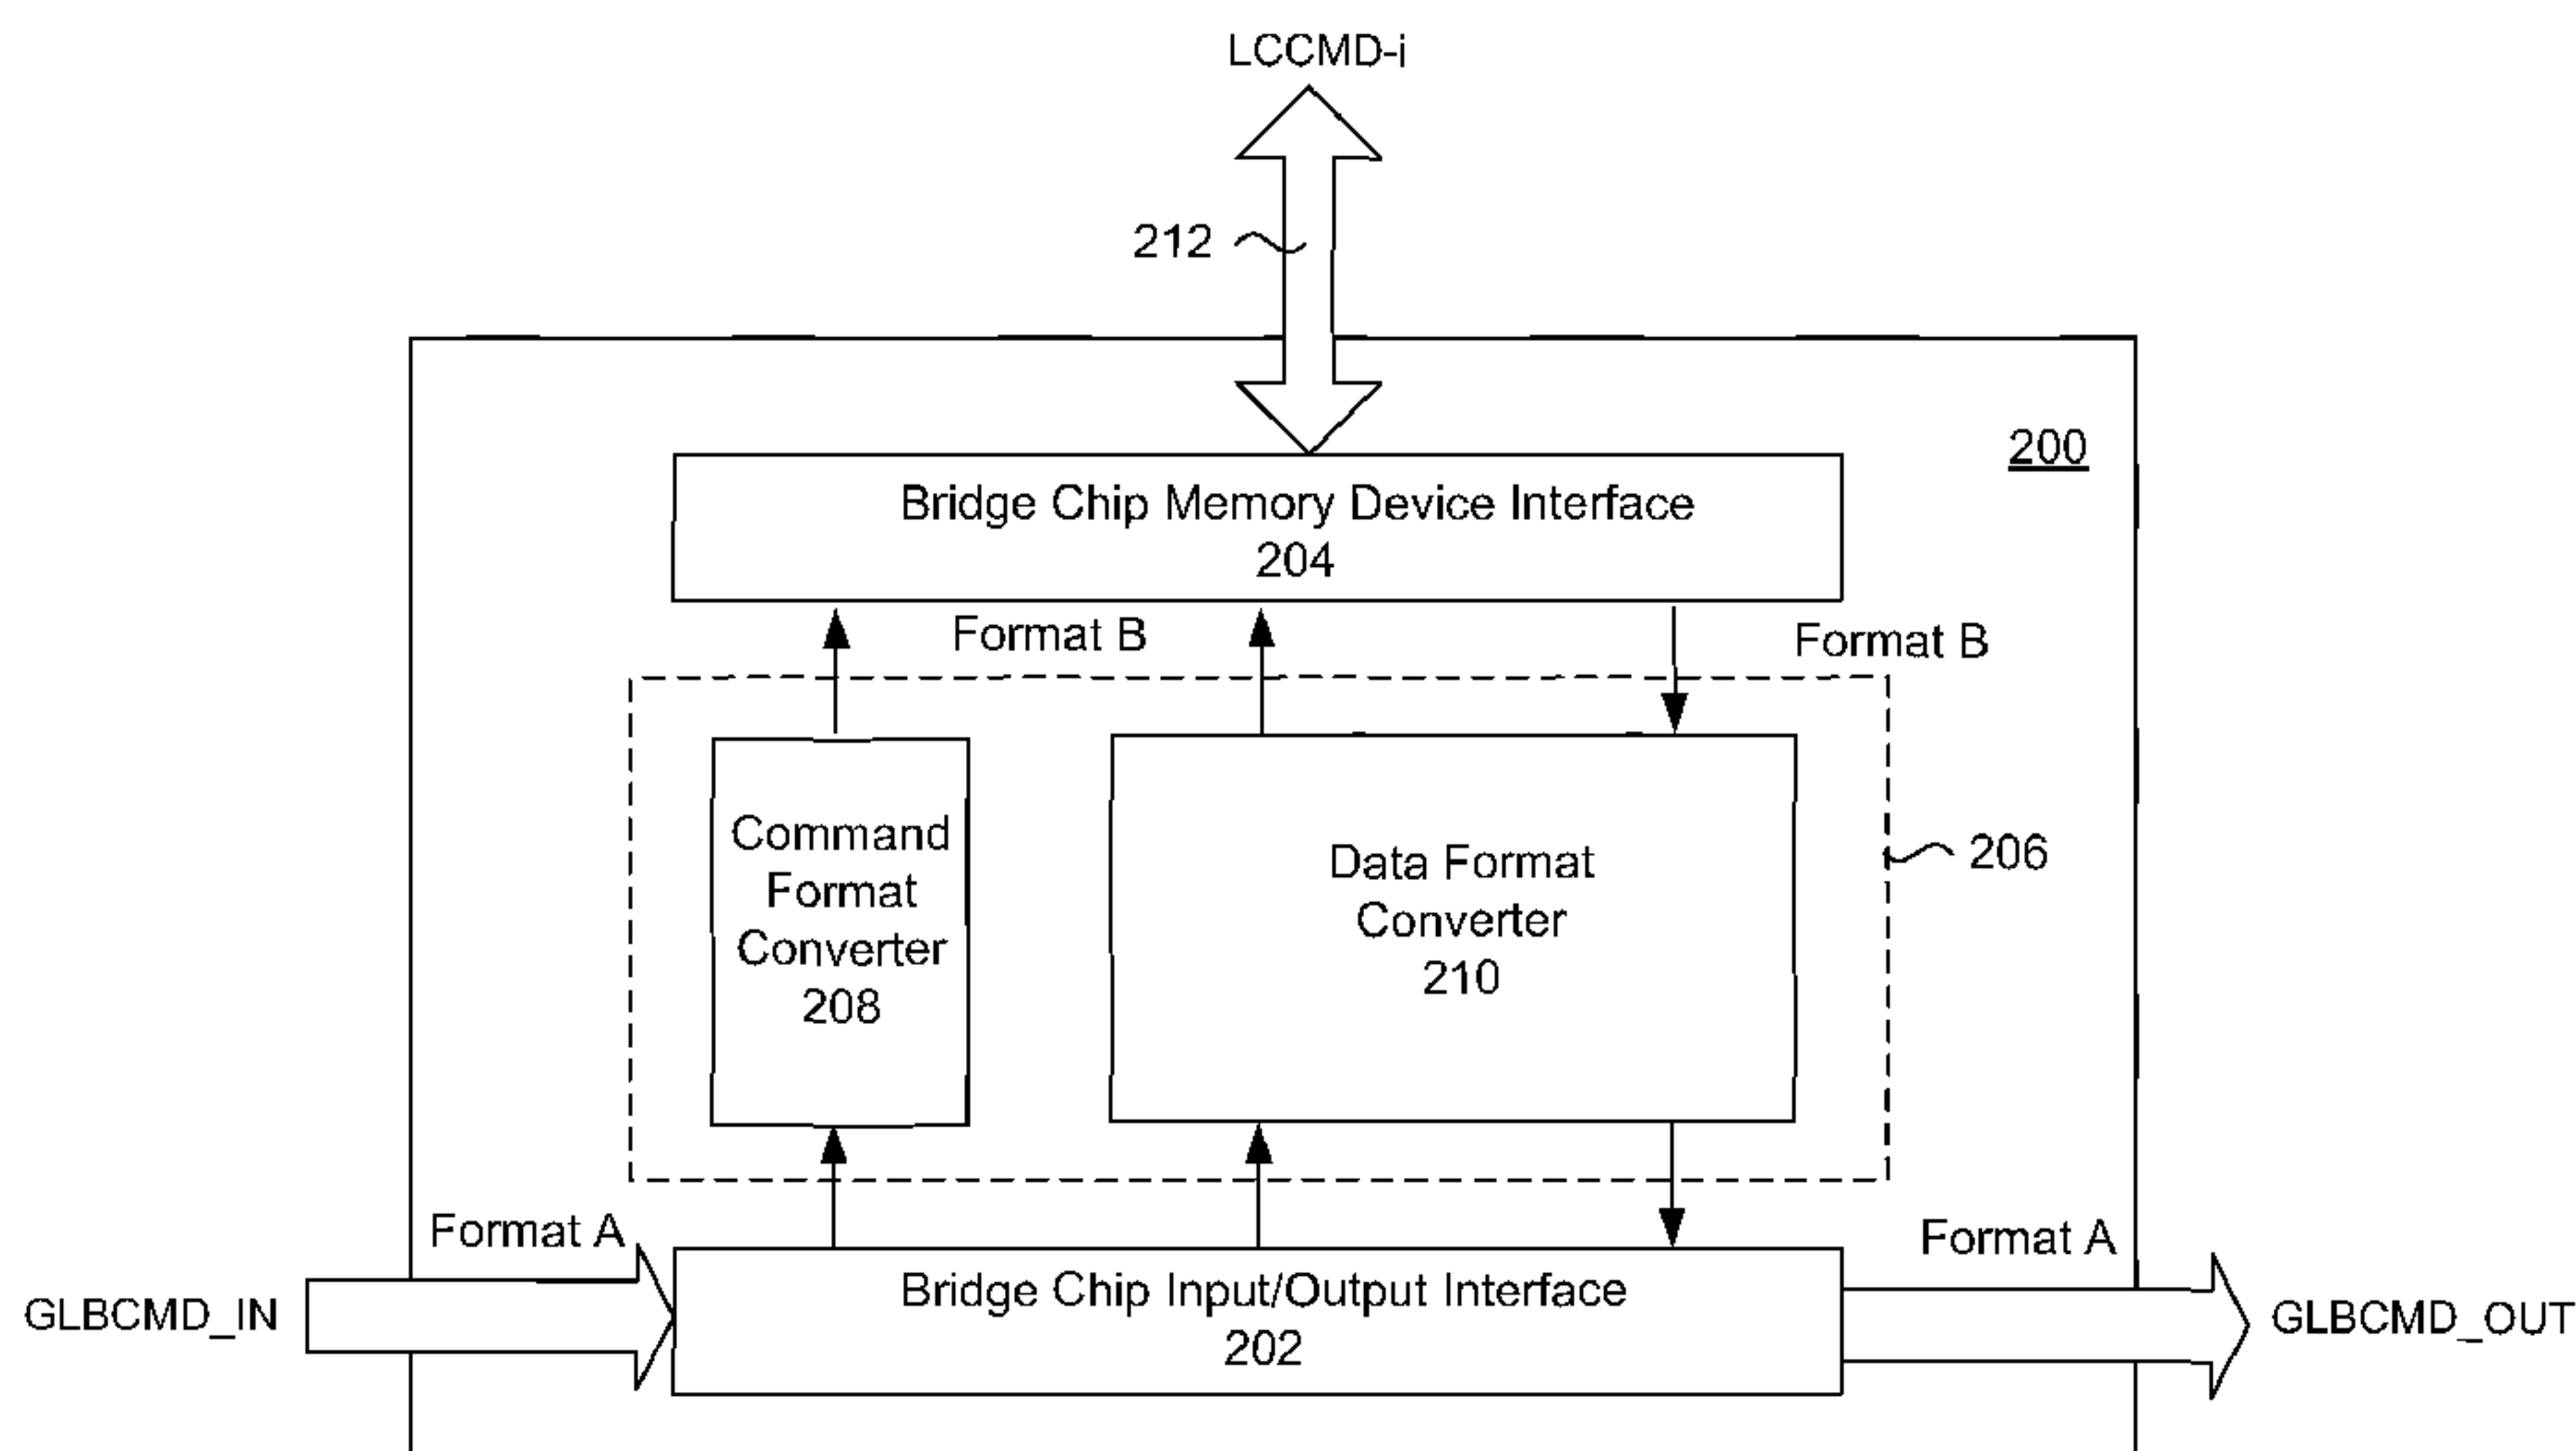 LCCMD-i
212
200
Bridge Chip Memory Device Interface
204
Format B
Format B
Command
Format
Converter
208
Data Format
Converter
210
206
Format A
Format A
GLBCMD_IN
Bridge Chip Input/Output Interface
202
GLBCMD_OUT